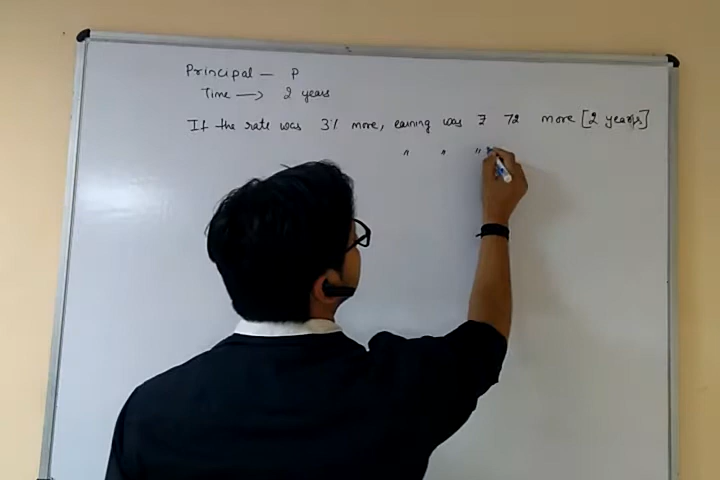 Principal — P
Time —> 2 years
If the rate was 3% more, earning was ₹ 72 more [2 years]
" " "